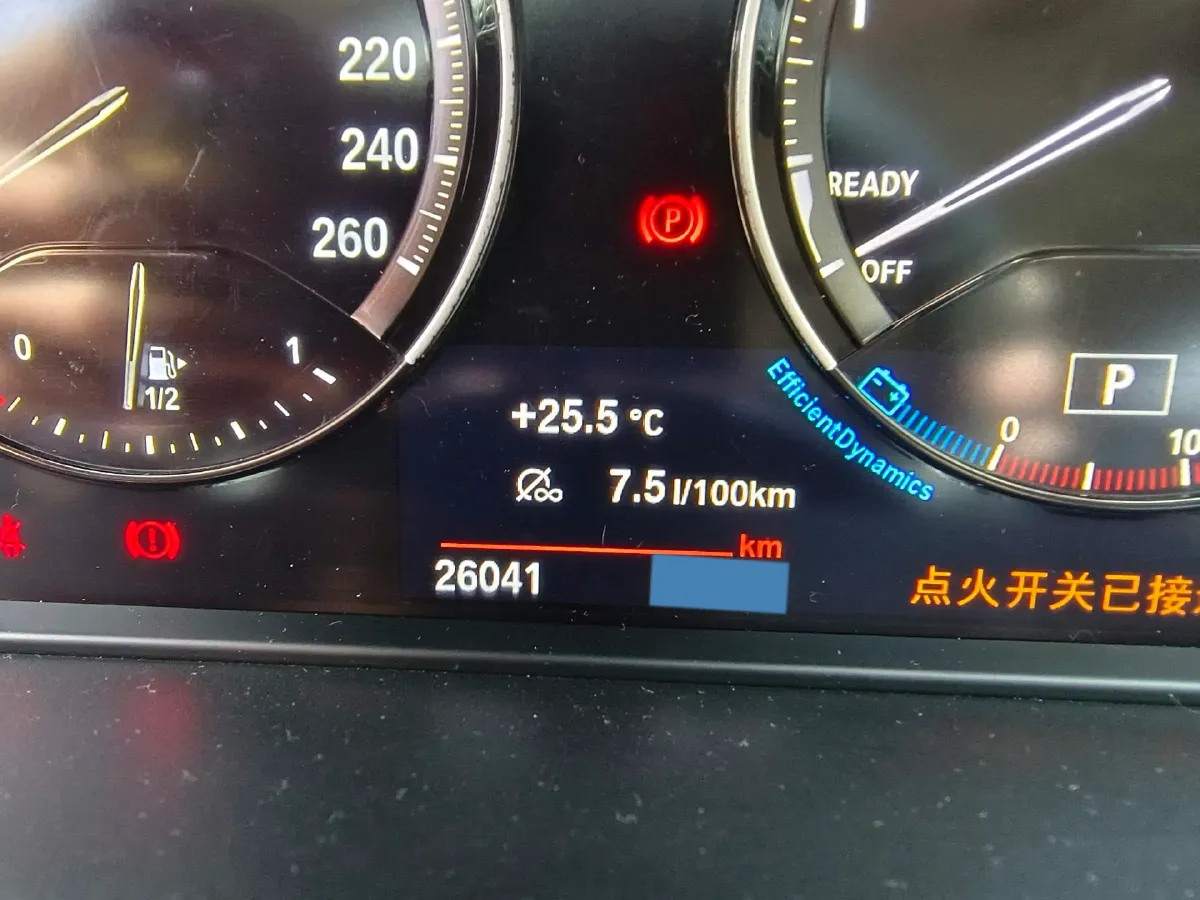 220
240
260
READY
OFF
0
1
1/2
P
P
+25.5 °C
7.5 l/100km
EfficientDynamics
0
10
km
26041
点火开关已接